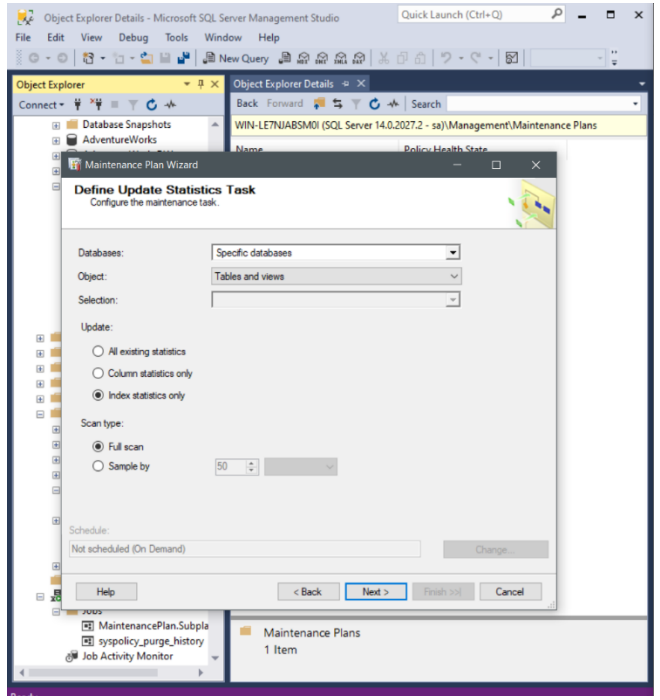 Object Explorer Details - Microsoft SQL Server Management Studio
Quick Launch (Ctrl+Q)
File Edit View Debug Tools Window Help
New Query
Object Explorer
Object Explorer Details
Connect
Back Forward Search
Database Snapshots
AdventureWorks
WIN-LE7NJABSM0I (SQL Server 14.0.2027.2 - sa)\Management\Maintenance Plans
Name Policy Health State
Maintenance Plan Wizard
Define Update Statistics Task
Configure the maintenance task.
Databases: Specific databases
Object: Tables and views
Selection:
Update:
All existing statistics
Column statistics only
Index statistics only
Scan type:
Full scan
Sample by 50
Schedule:
Not scheduled (On Demand) Change...
Help < Back Next > Finish >>| Cancel
Jobs
MaintenancePlan.Subpla
syspolicy_purge_history
Job Activity Monitor
Maintenance Plans
1 Item